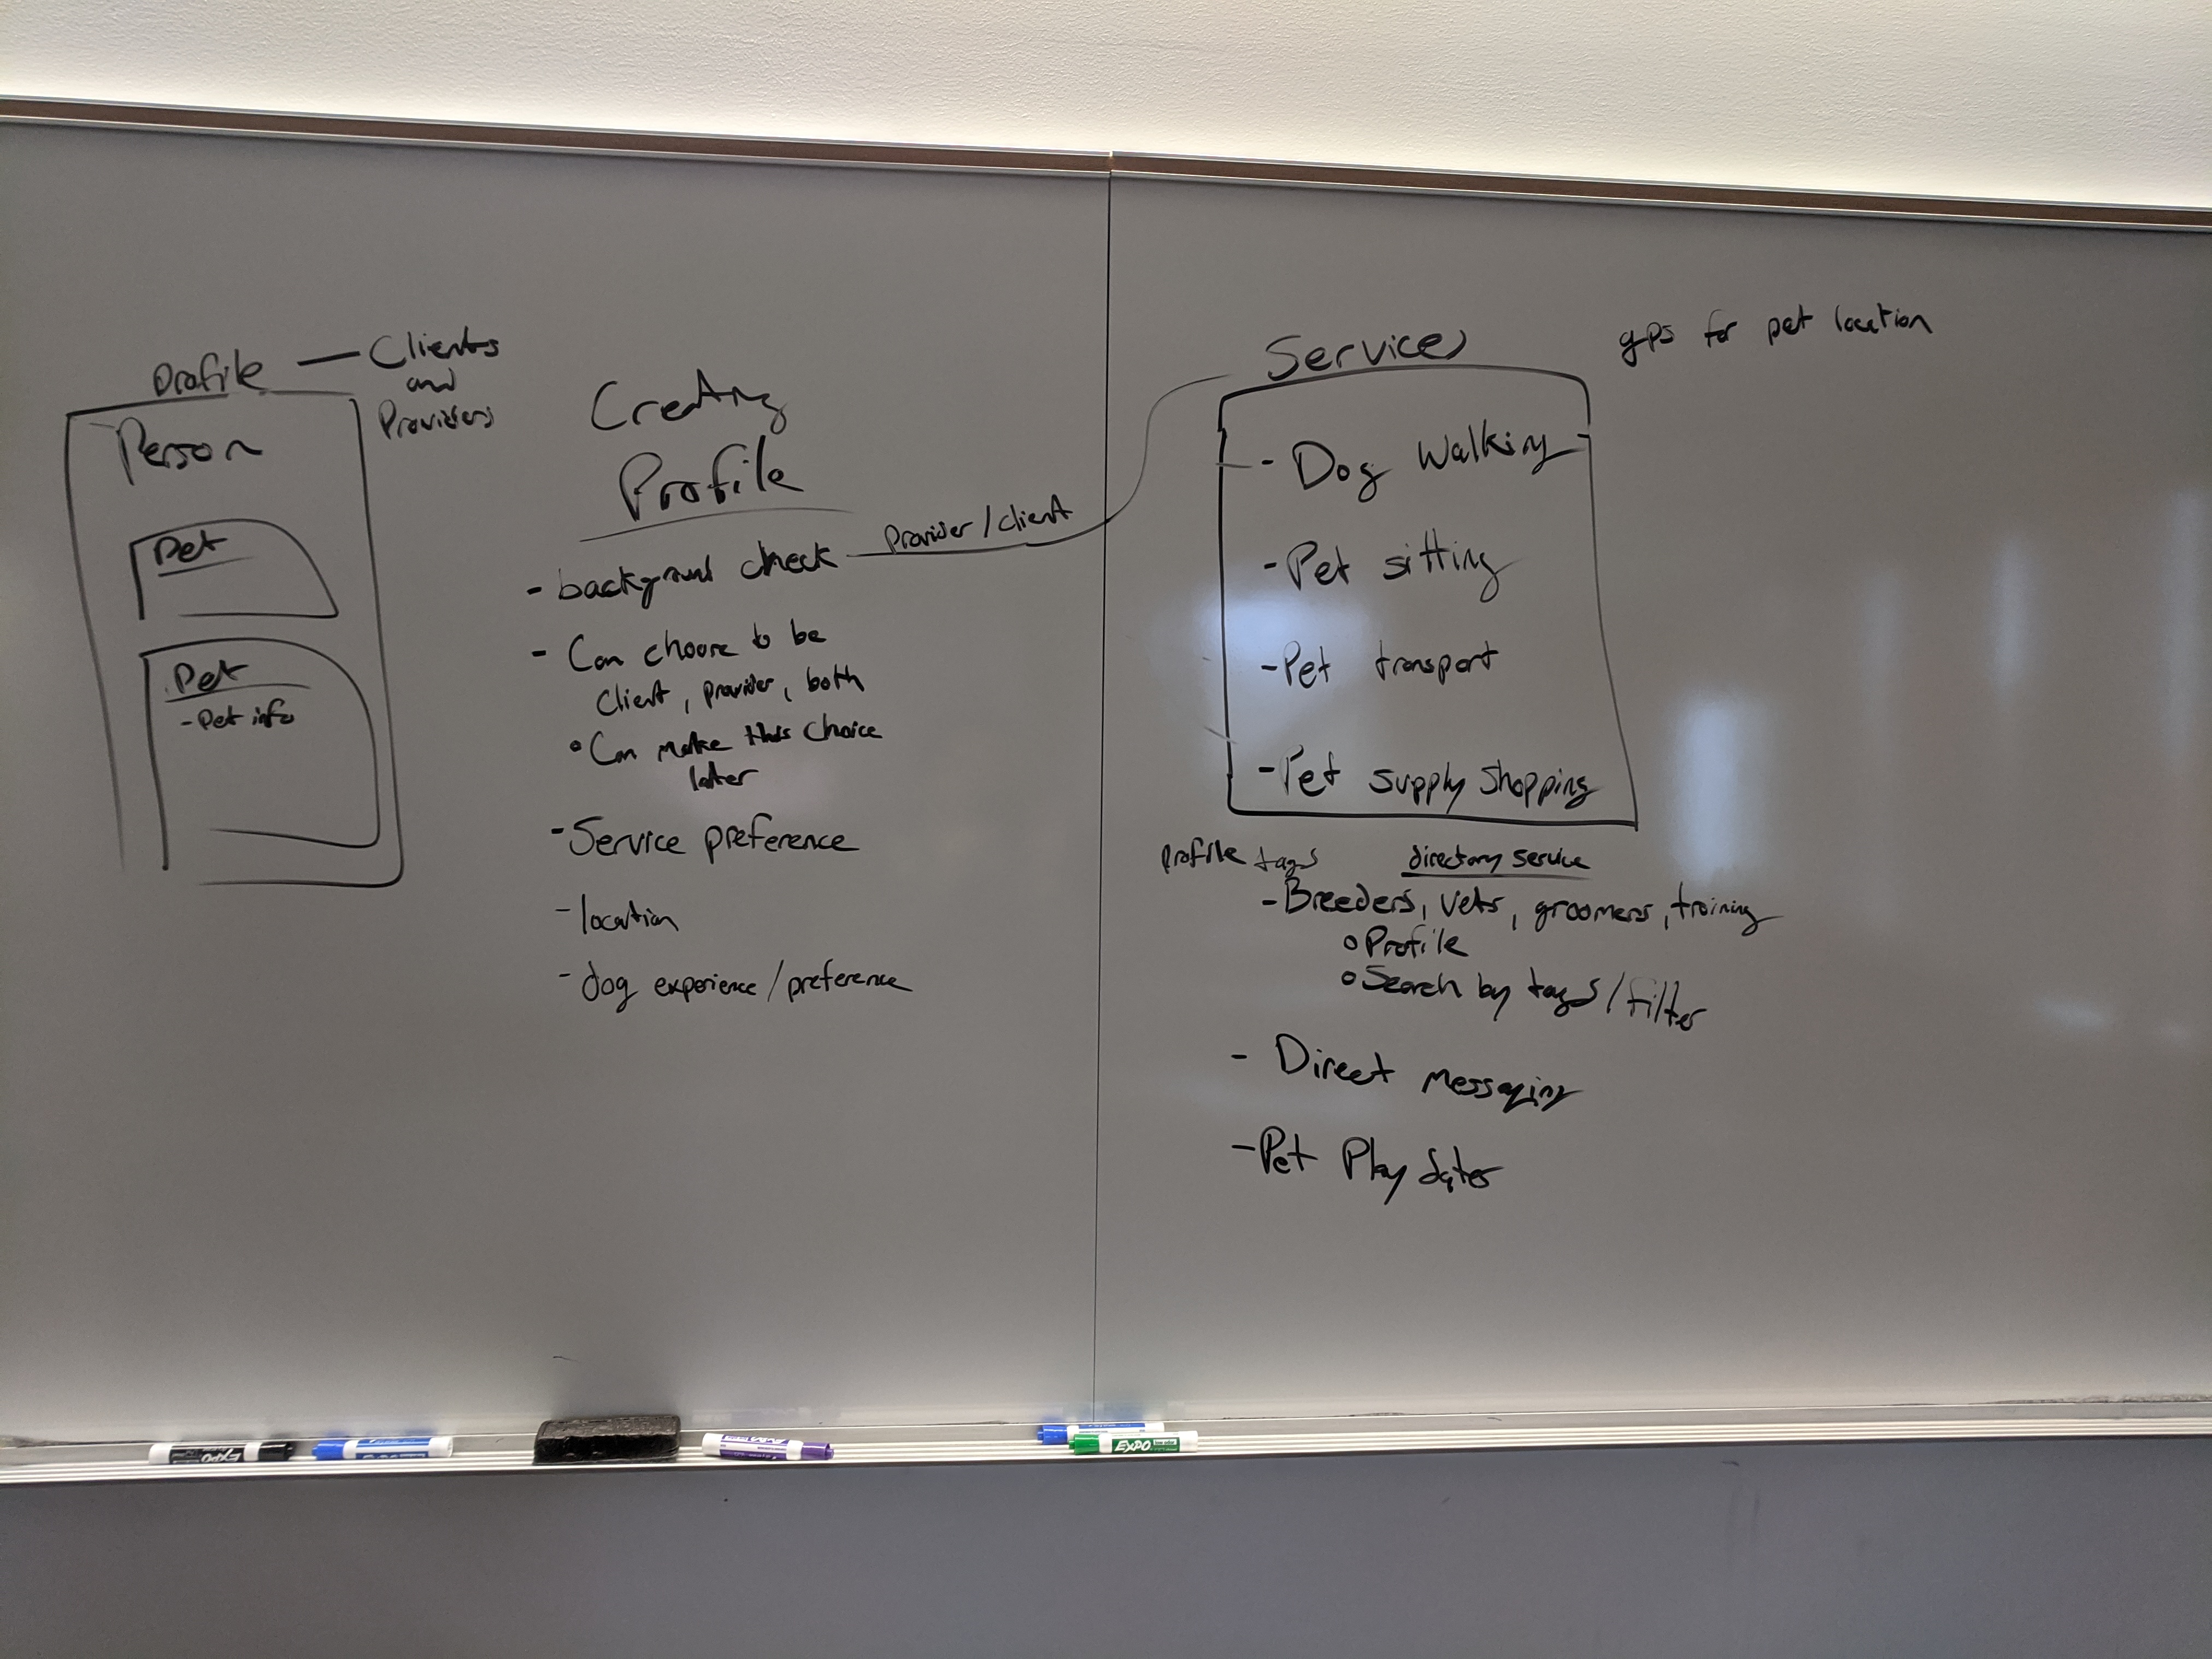 Profile — Clients
and
Providers
Person
Pet
Pet
- Pet info
Creating
Profile
- background check
Provider/client
- Can choose to be
Client, provider, both
Can make this choice
later
- Service preference
- location
- dog experience/preference
Services
gps for pet location
- Dog Walking
- Pet sitting
- Pet transport
- Pet supply shopping
profile tags
directory service
- Breeders, vets, groomers, training
Profile
Search by tags/filter
- Direct messaging
- Pet Play dates
EXPO
EXPO